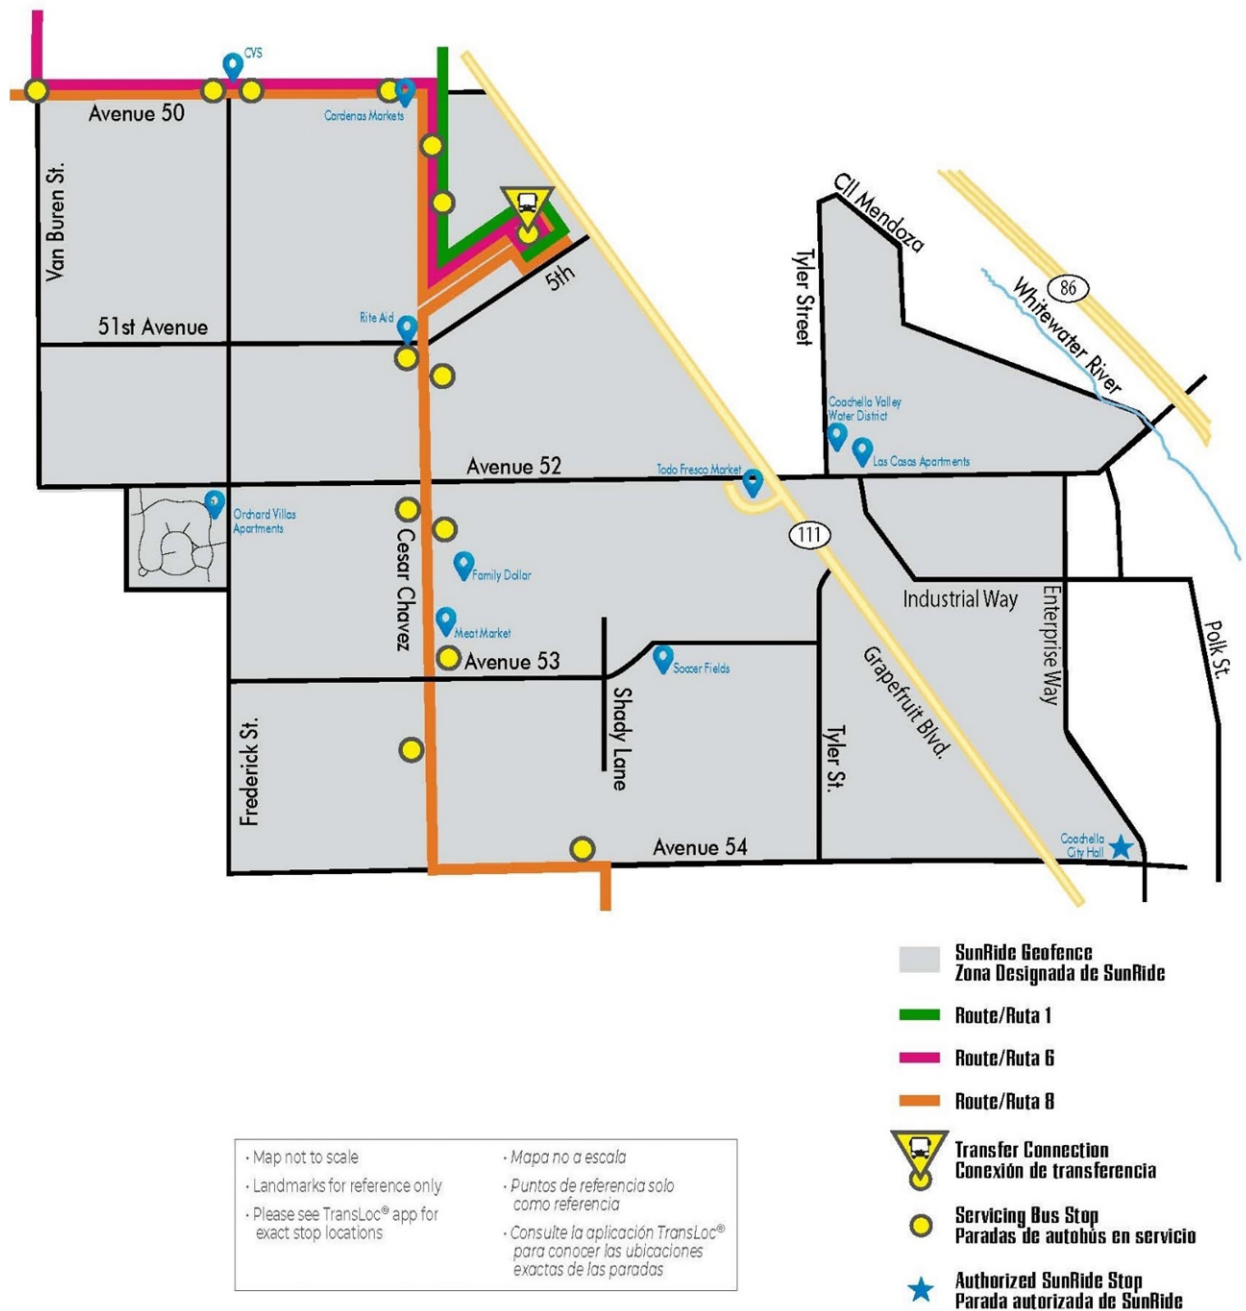 CVS
Avenue 50
Cardenas Markets
Van Buren St.
5th
51st Avenue
Rite Aid
Cll Mendoza
Tyler Street
86
Whitewater River
Coachella Valley
Water District
Las Casas Apartments
Avenue 52
Todo Fresco Market
Orchard Villas
Apartments
Cesar Chavez
111
Family Dollar
Industrial Way
Enterprise Way
Polk St.
Meat Market
Avenue 53
Soccer Fields
Grapefruit Blvd.
Shady Lane
Tyler St.
Frederick St.
Avenue 54
Coachella
City Hall
SunRide Geofence
Zona Designada de SunRide
Route/Ruta 1
Route/Ruta 6
Route/Ruta 8
Transfer Connection
Conexión de transferencia
Servicing Bus Stop
Paradas de autobús en servicio
Authorized SunRide Stop
Parada autorizada de SunRide
· Map not to scale
· Landmarks for reference only
· Please see TransLoc® app for
exact stop locations
· Mapa no a escala
· Puntos de referencia solo
como referencia
· Consulte la aplicación TransLoc®
para conocer las ubicaciones
exactas de las paradas